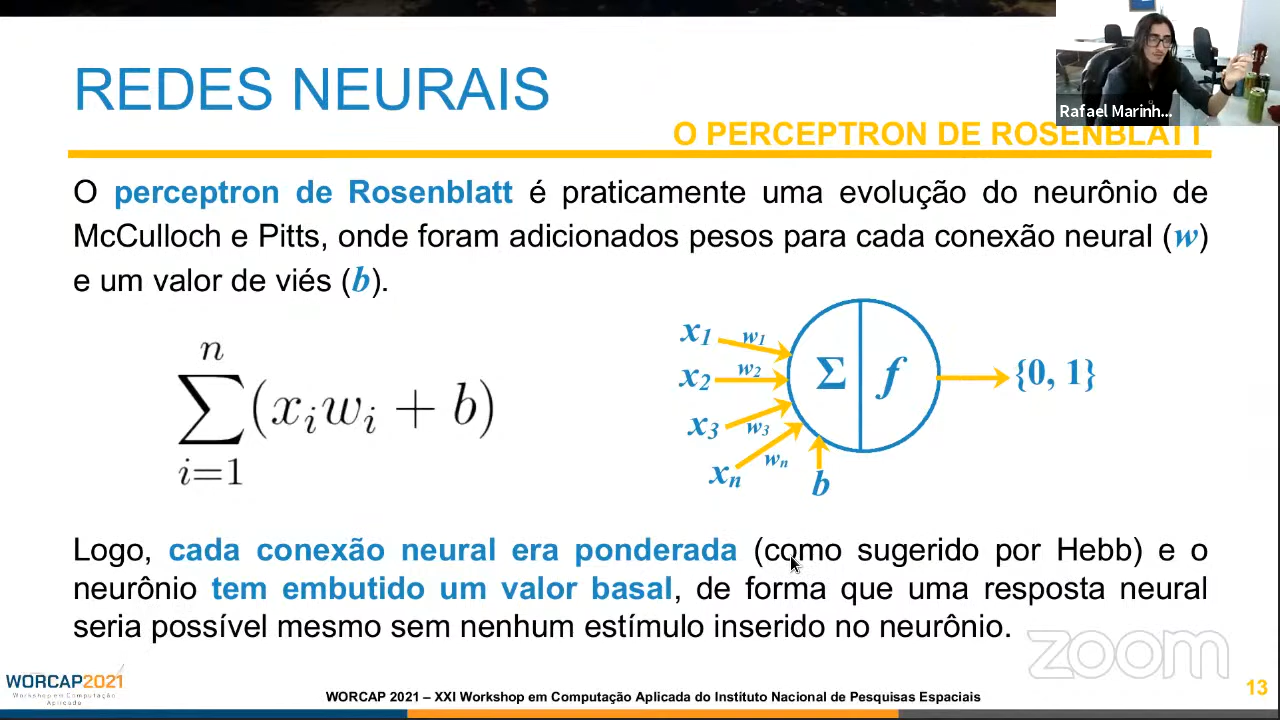 REDES NEURAIS
Rafael Marinh...
O PERCEPTRON DE ROSENBLATT
O perceptron de Rosenblatt é praticamente uma evolução do neurônio de
McCulloch e Pitts, onde foram adicionados pesos para cada conexão neural (w)
e um valor de viés (b).
n
∑(xᵢwᵢ + b)
i=1
x₁ w₁
x₂ w₂
x₃ w₃
xₙ wₙ
b
Σ f
{0, 1}
Logo, cada conexão neural era ponderada (como sugerido por Hebb) e o
neurônio tem embutido um valor basal, de forma que uma resposta neural
seria possível mesmo sem nenhum estímulo inserido no neurônio.
zoom
WORCAP2021
Workshop em Computação
Aplicada
WORCAP 2021 – XXI Workshop em Computação Aplicada do Instituto Nacional de Pesquisas Espaciais
13